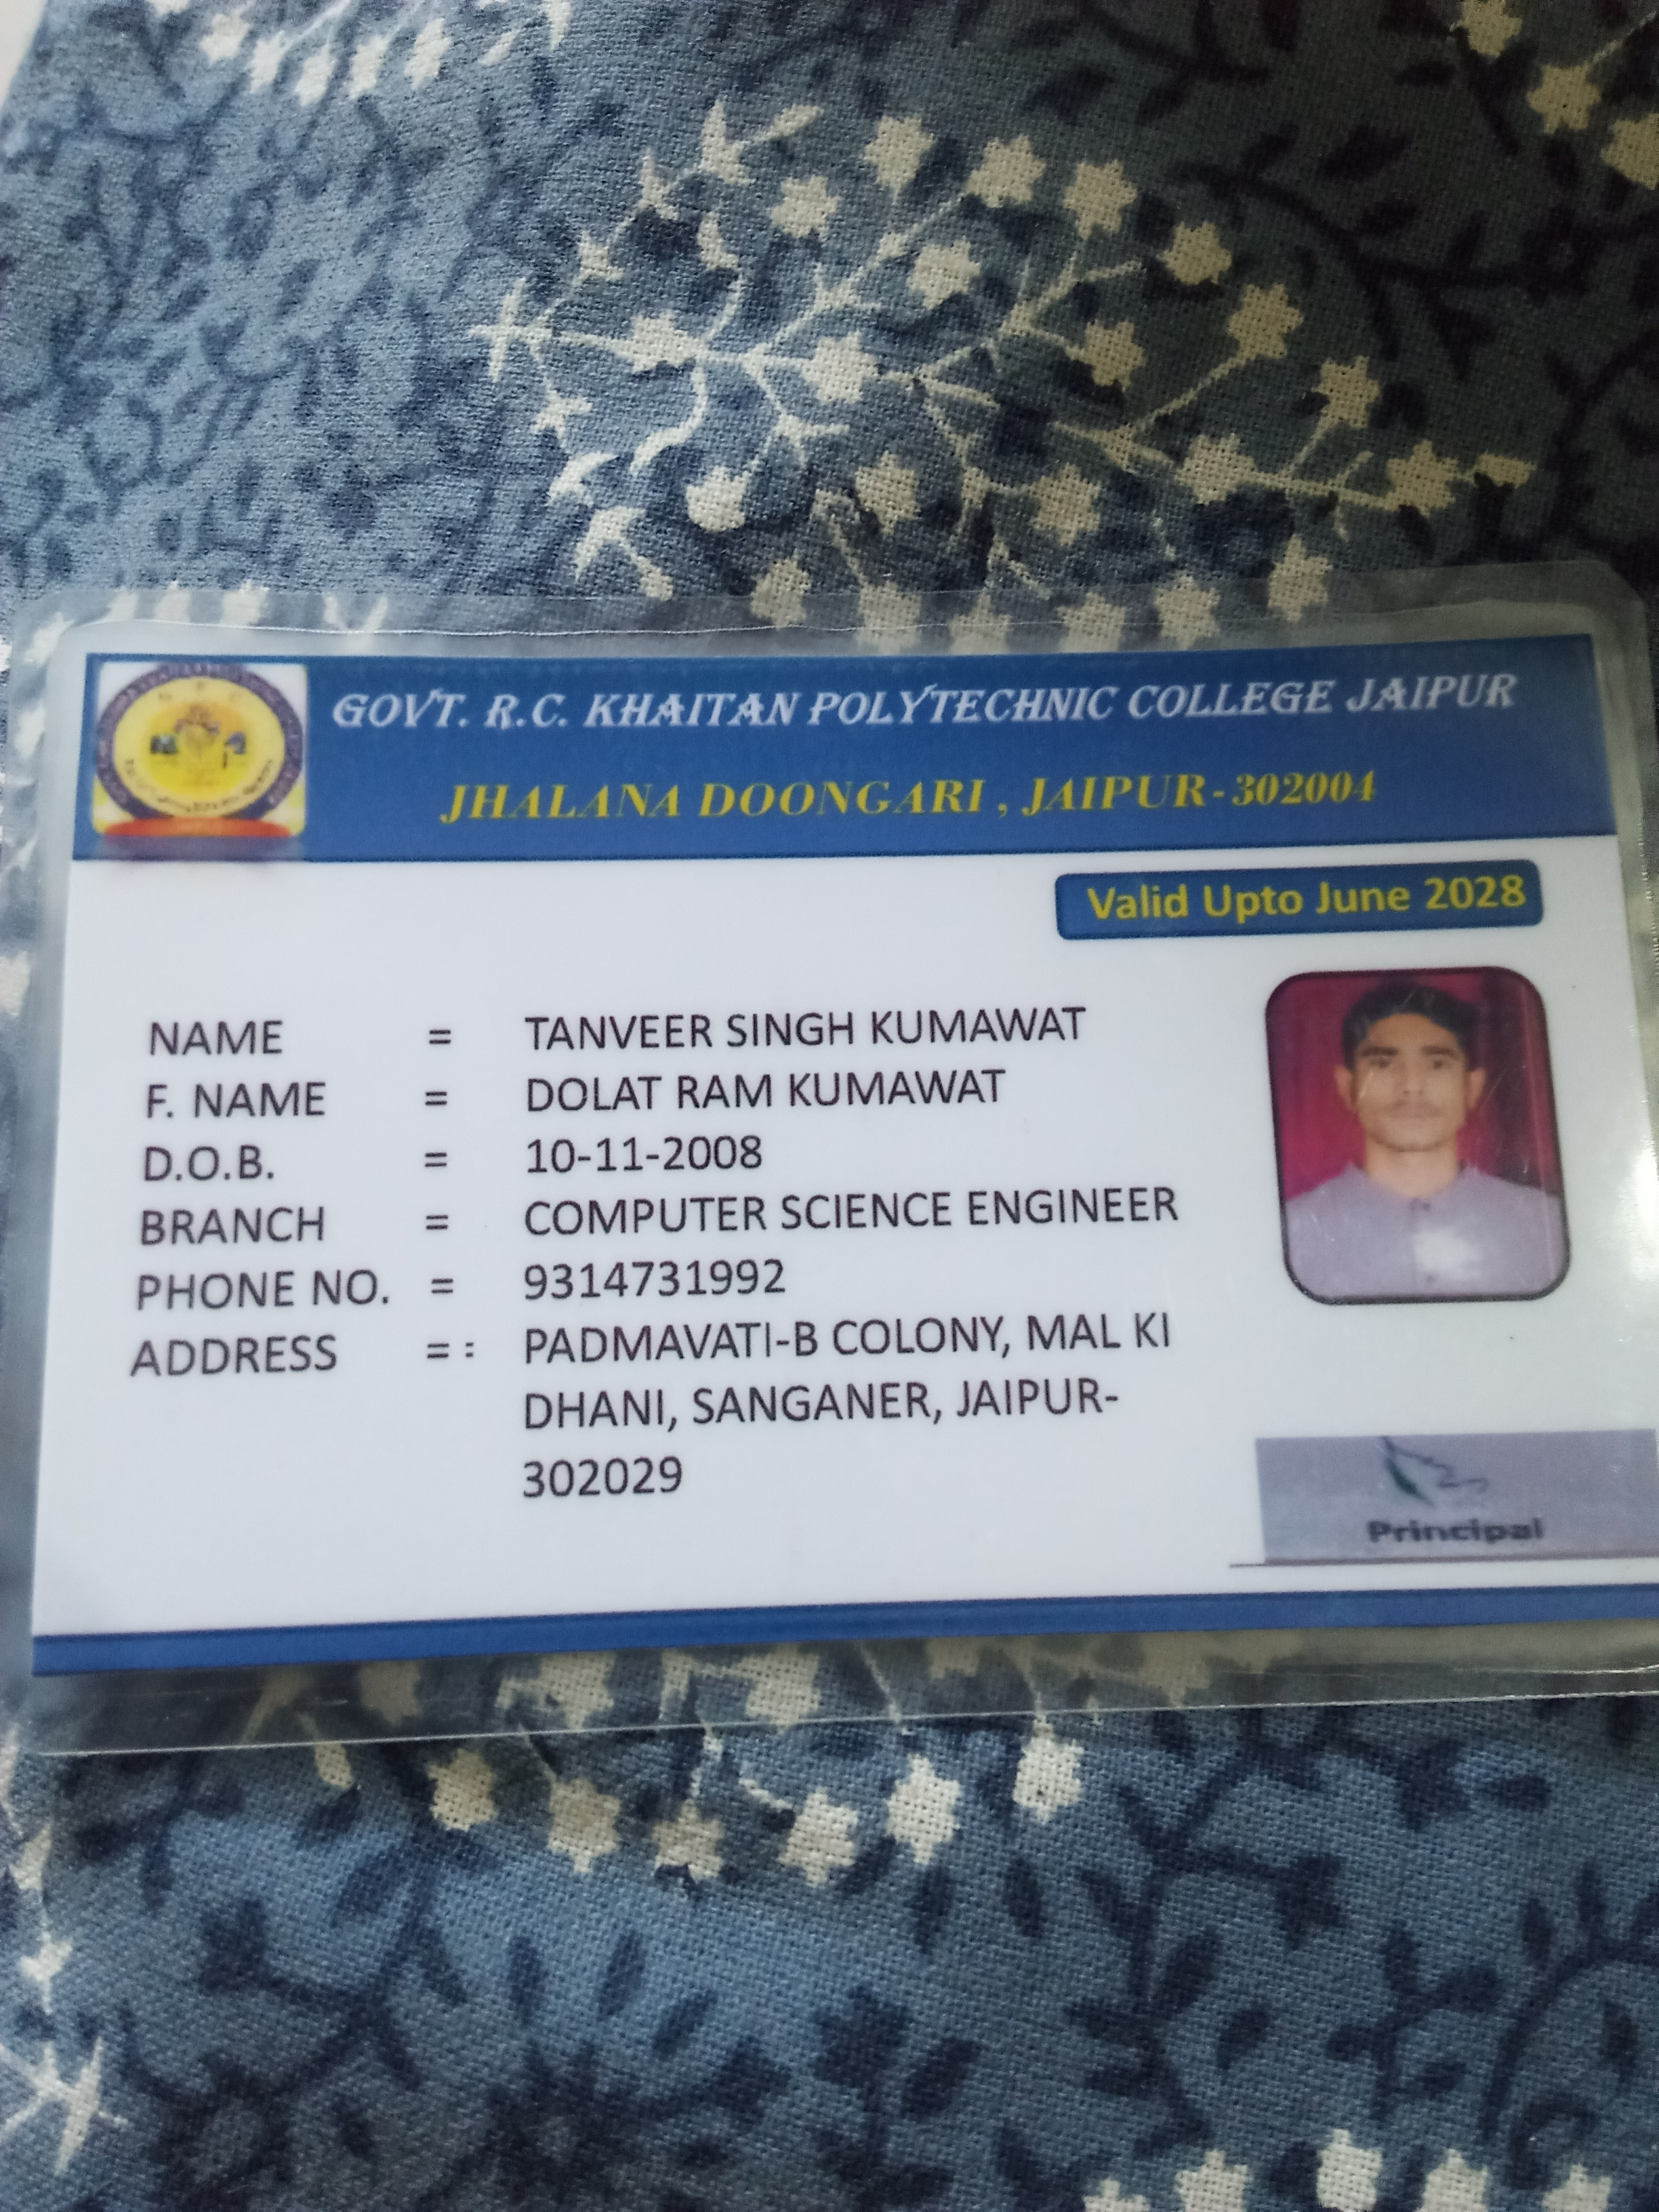 GOVT. R.C. KHAITAN POLYTECHNIC COLLEGE JAIPUR
JHALANA DOONGARI , JAIPUR-302004
Valid Upto June 2028
NAME = TANVEER SINGH KUMAWAT
F. NAME = DOLAT RAM KUMAWAT
D.O.B. = 10-11-2008
BRANCH = COMPUTER SCIENCE ENGINEER
PHONE NO. = 9314731992
ADDRESS = : PADMAVATI-B COLONY, MAL KI
DHANI, SANGANER, JAIPUR-
302029
Principal